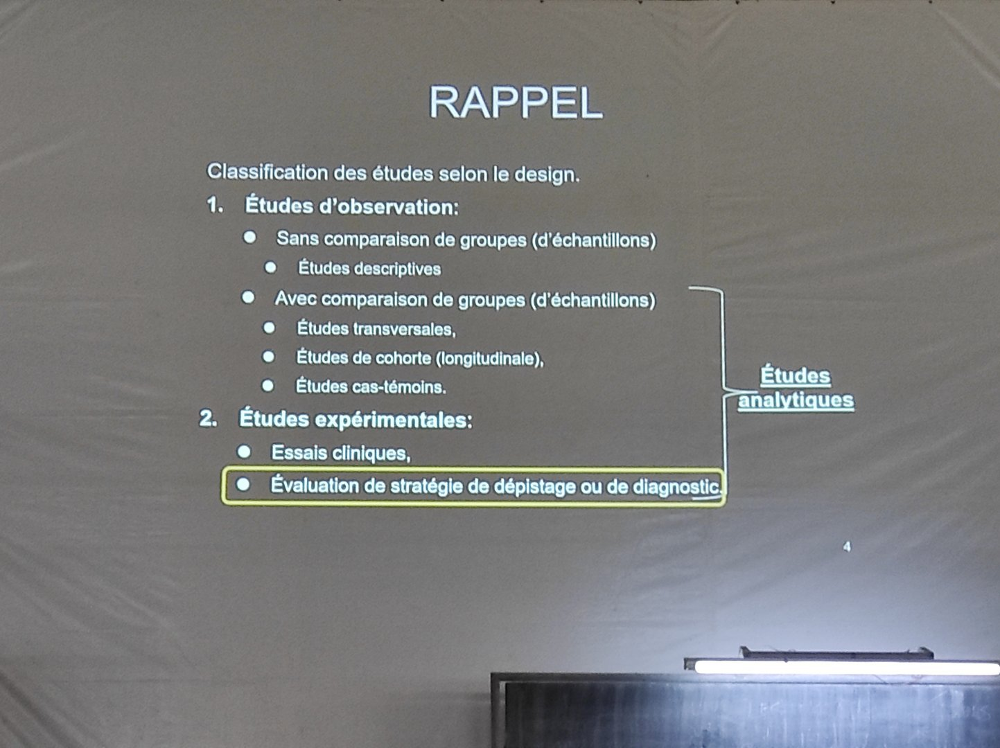 RAPPEL
Classification des études selon le design.
1. Études d'observation:
● Sans comparaison de groupes (d'échantillons)
● Études descriptives
● Avec comparaison de groupes (d'échantillons)
● Études transversales,
● Études de cohorte (longitudinale),
● Études cas-témoins.
2. Études expérimentales:
● Essais cliniques,
● Évaluation de stratégie de dépistage ou de diagnostic.
Études
analytiques
4